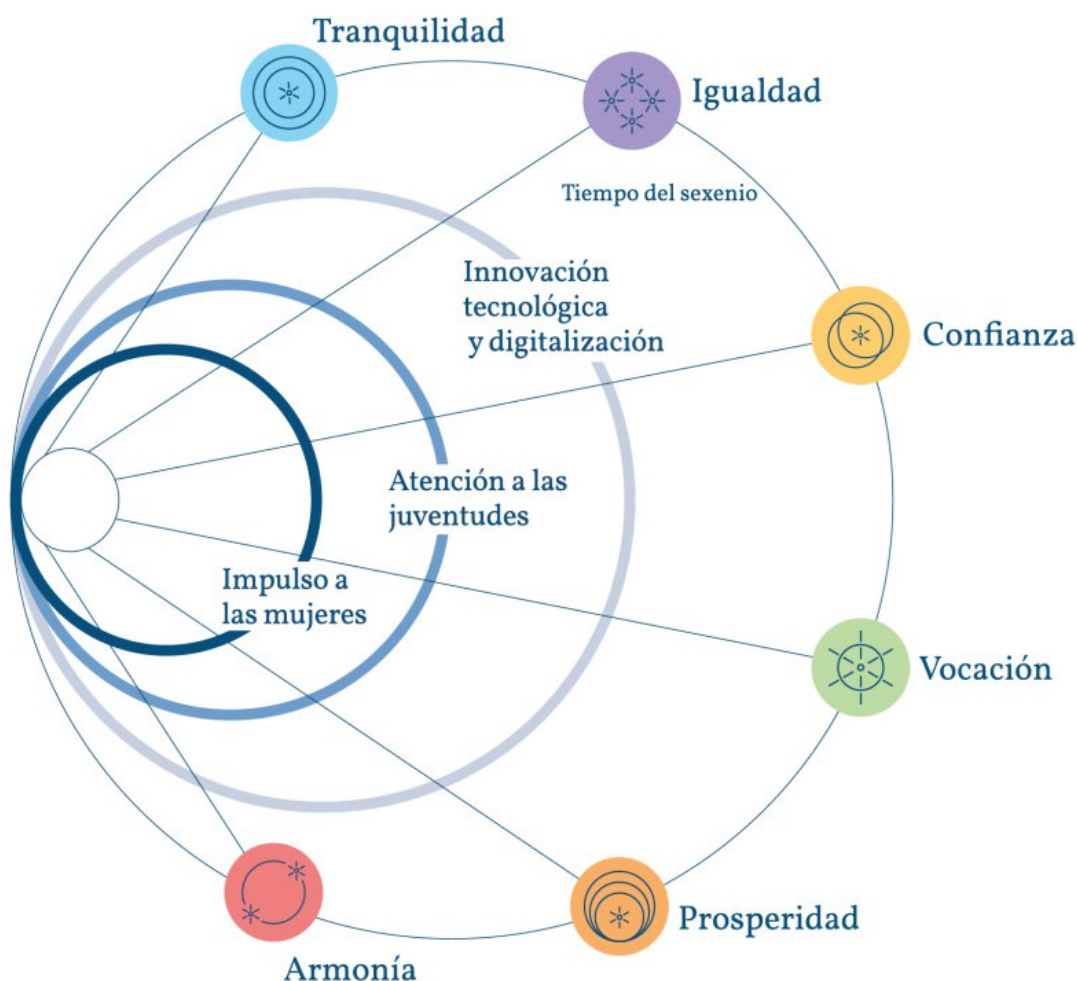 Tranquilidad
Igualdad
Tiempo del sexenio
Innovación
tecnológica
y digitalización
Confianza
Atención a las
juventudes
Impulso a
las mujeres
Vocación
Prosperidad
Armonía